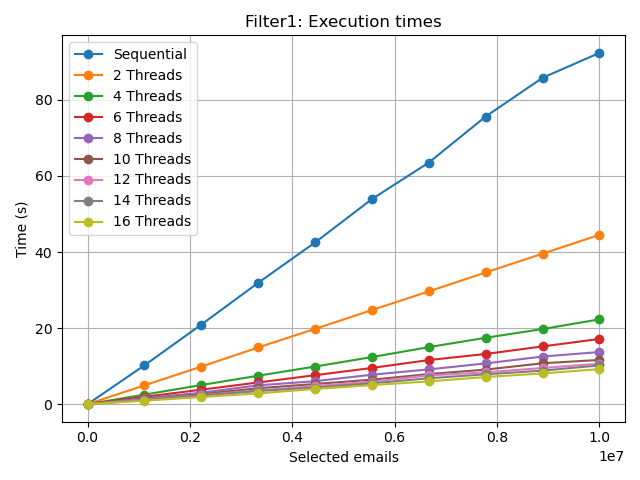 Filter1: Execution times
Sequential
2 Threads
4 Threads
6 Threads
8 Threads
10 Threads
12 Threads
14 Threads
16 Threads
Time (s)
80
60
40
20
0
0.0 0.2 0.4 0.6 0.8 1.0
1e7
Selected emails